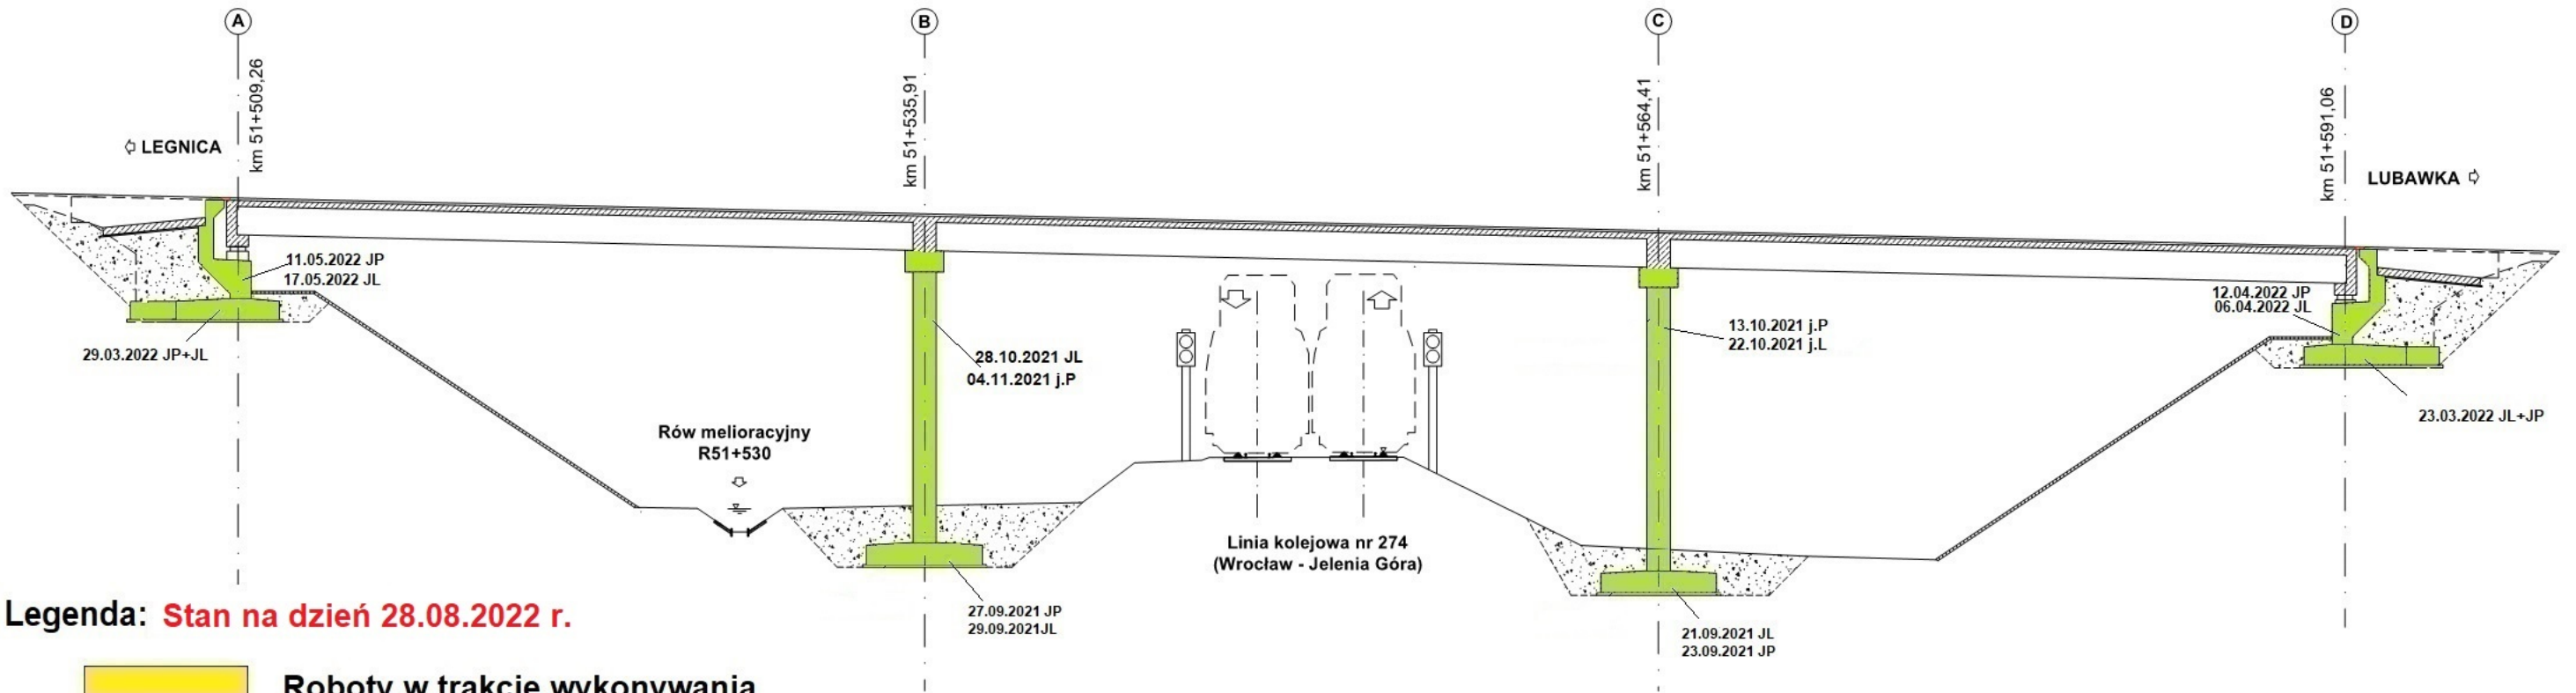 A
B
C
D
km 51+509,26
km 51+535,91
km 51+564,41
km 51+591,06
⇦ LEGNICA
LUBAWKA ⇨
11.05.2022 JP
17.05.2022 JL
29.03.2022 JP+JL
28.10.2021 JL
04.11.2021 j.P
13.10.2021 j.P
22.10.2021 j.L
12.04.2022 JP
06.04.2022 JL
23.03.2022 JL+JP
Rów melioracyjny
R51+530
Linia kolejowa nr 274
(Wrocław - Jelenia Góra)
27.09.2021 JP
29.09.2021JL
21.09.2021 JL
23.09.2021 JP
Legenda: Stan na dzień 28.08.2022 r.
Roboty w trakcie wykonywania